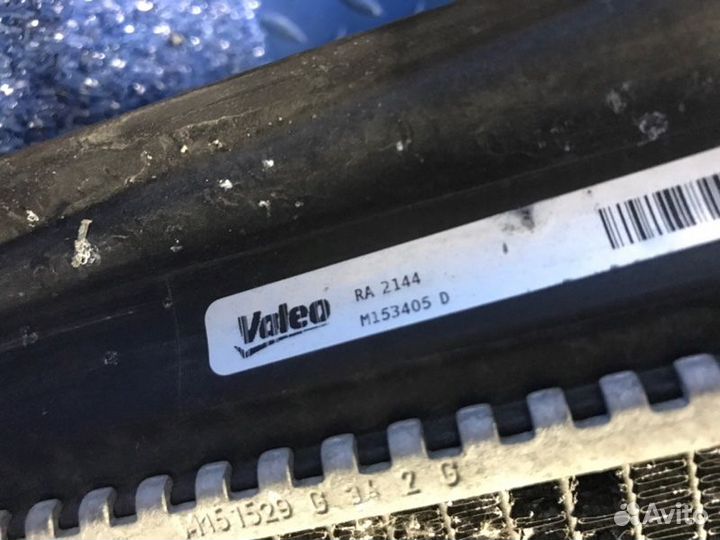 Valeo
RA 2144
M153405 D
M151529 G 3A 2 G
Avito